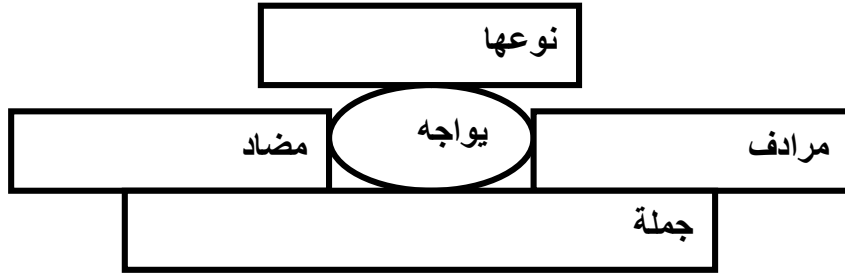 نوعها
مرادف
يواجه
مضاد
جملة